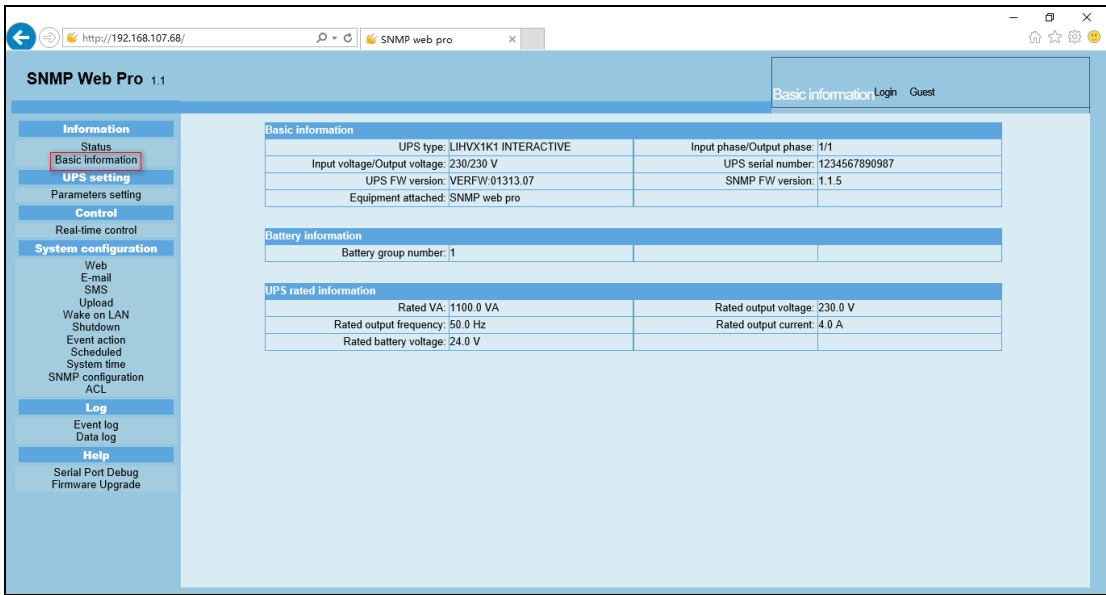 http://192.168.107.68/
SNMP web pro
SNMP Web Pro 1.1
Basic information Login Guest
Information
Status
Basic information
UPS setting
Parameters setting
Control
Real-time control
System configuration
Web
E-mail
SMS
Upload
Wake on LAN
Shutdown
Event action
Scheduled
System time
SNMP configuration
ACL
Log
Event log
Data log
Help
Serial Port Debug
Firmware Upgrade
Basic information
UPS type: LIHVX1K1 INTERACTIVE Input phase/Output phase: 1/1
Input voltage/Output voltage: 230/230 V UPS serial number: 1234567890987
UPS FW version: VERFW:01313.07 SNMP FW version: 1.1.5
Equipment attached: SNMP web pro
Battery information
Battery group number: 1
UPS rated information
Rated VA: 1100.0 VA Rated output voltage: 230.0 V
Rated output frequency: 50.0 Hz Rated output current: 4.0 A
Rated battery voltage: 24.0 V